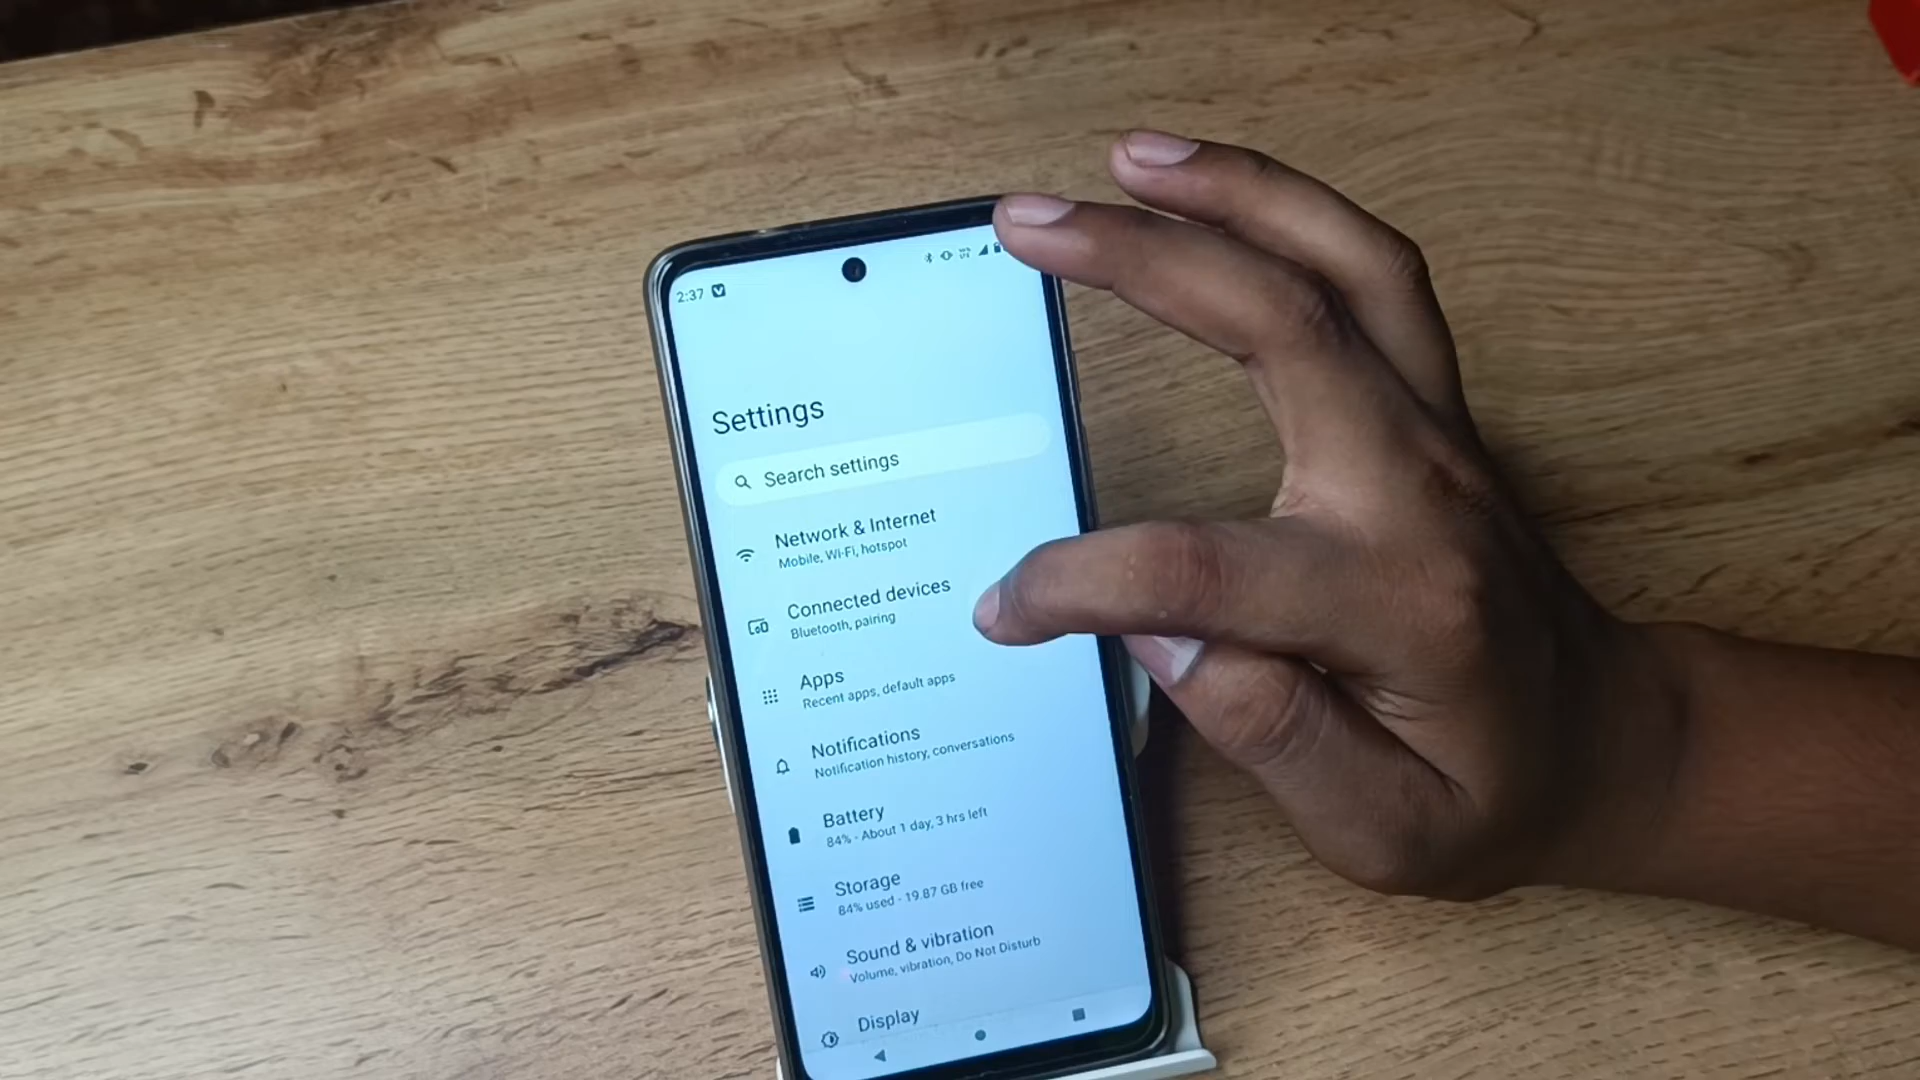 2:37
Settings
Search settings
Network & Internet
Mobile, Wi-Fi, hotspot
Connected devices
Bluetooth, pairing
Apps
Recent apps, default apps
Notifications
Notification history, conversations
Battery
84% - About 1 day, 3 hrs left
Storage
84% used - 19.87 GB free
Sound & vibration
Volume, vibration, Do Not Disturb
Display